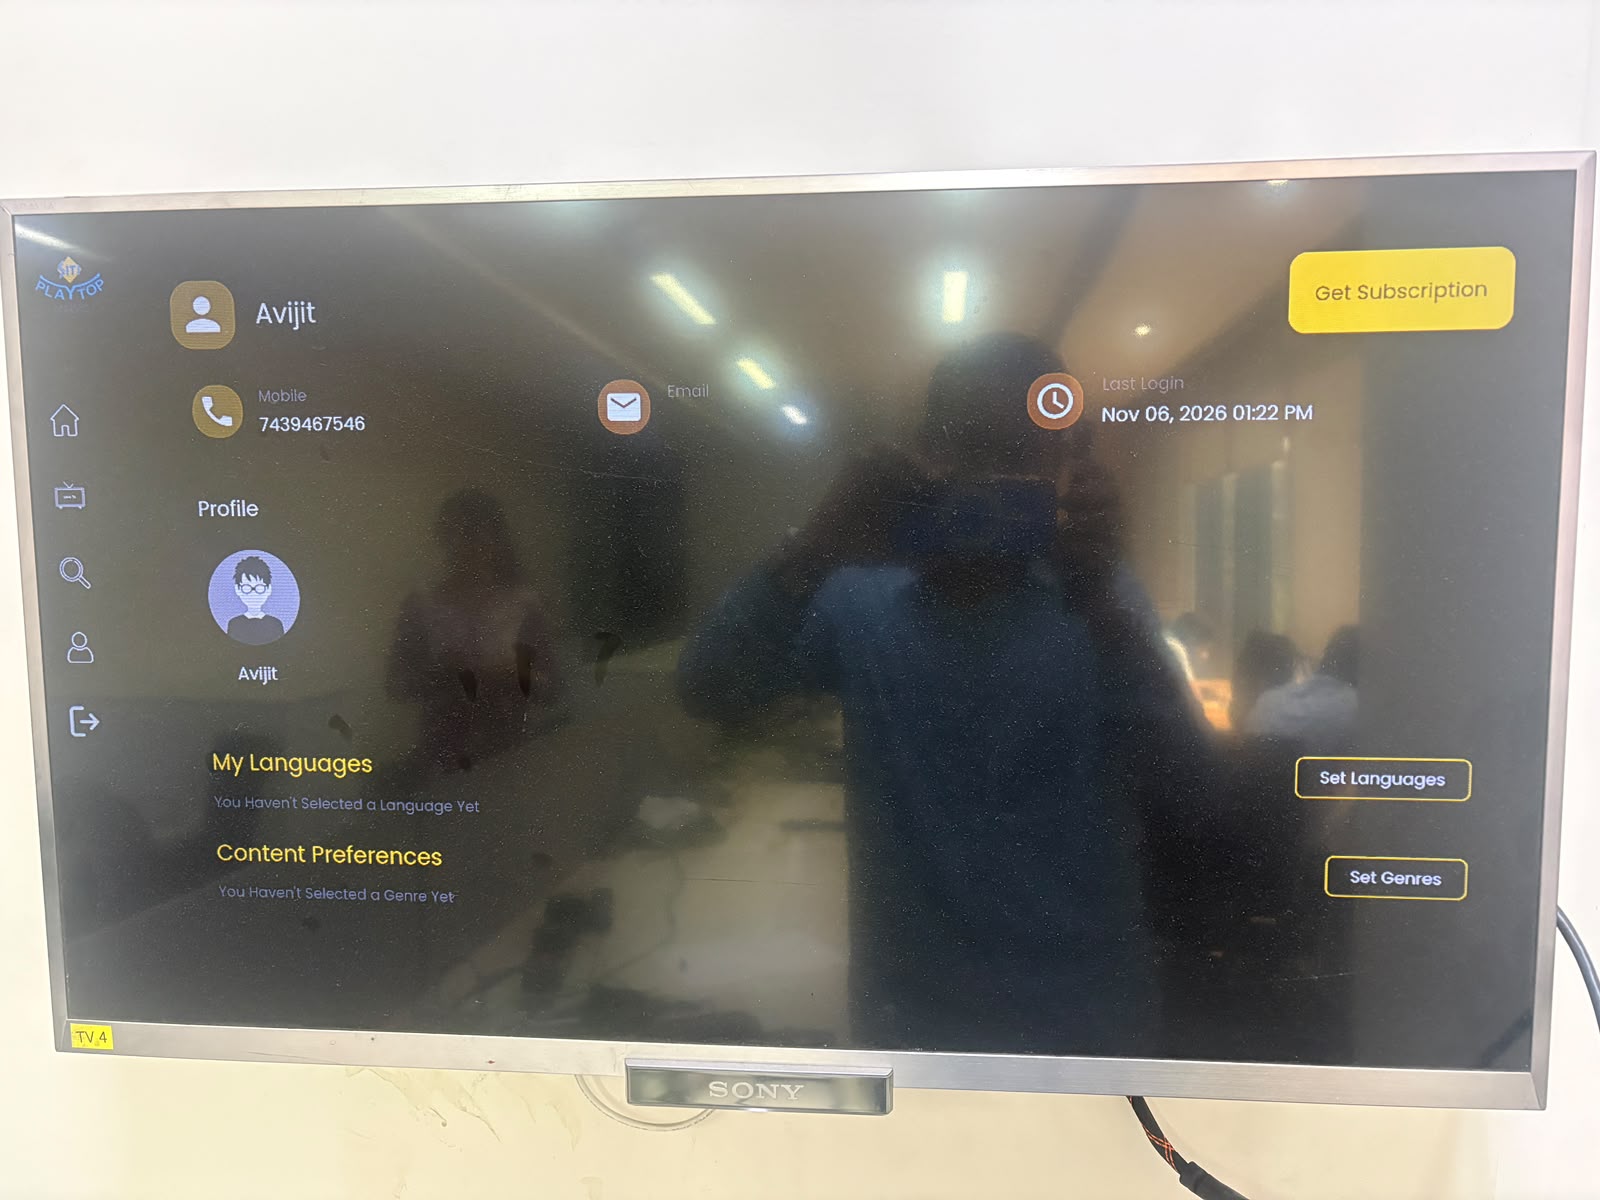 SIT
PLAYTOP
Avijit
Get Subscription
Mobile
7439467546
Email
Last Login
Nov 06, 2026 01:22 PM
Profile
Avijit
My Languages
You Haven't Selected a Language Yet
Set Languages
Content Preferences
You Haven't Selected a Genre Yet
Set Genres
TV 4
SONY